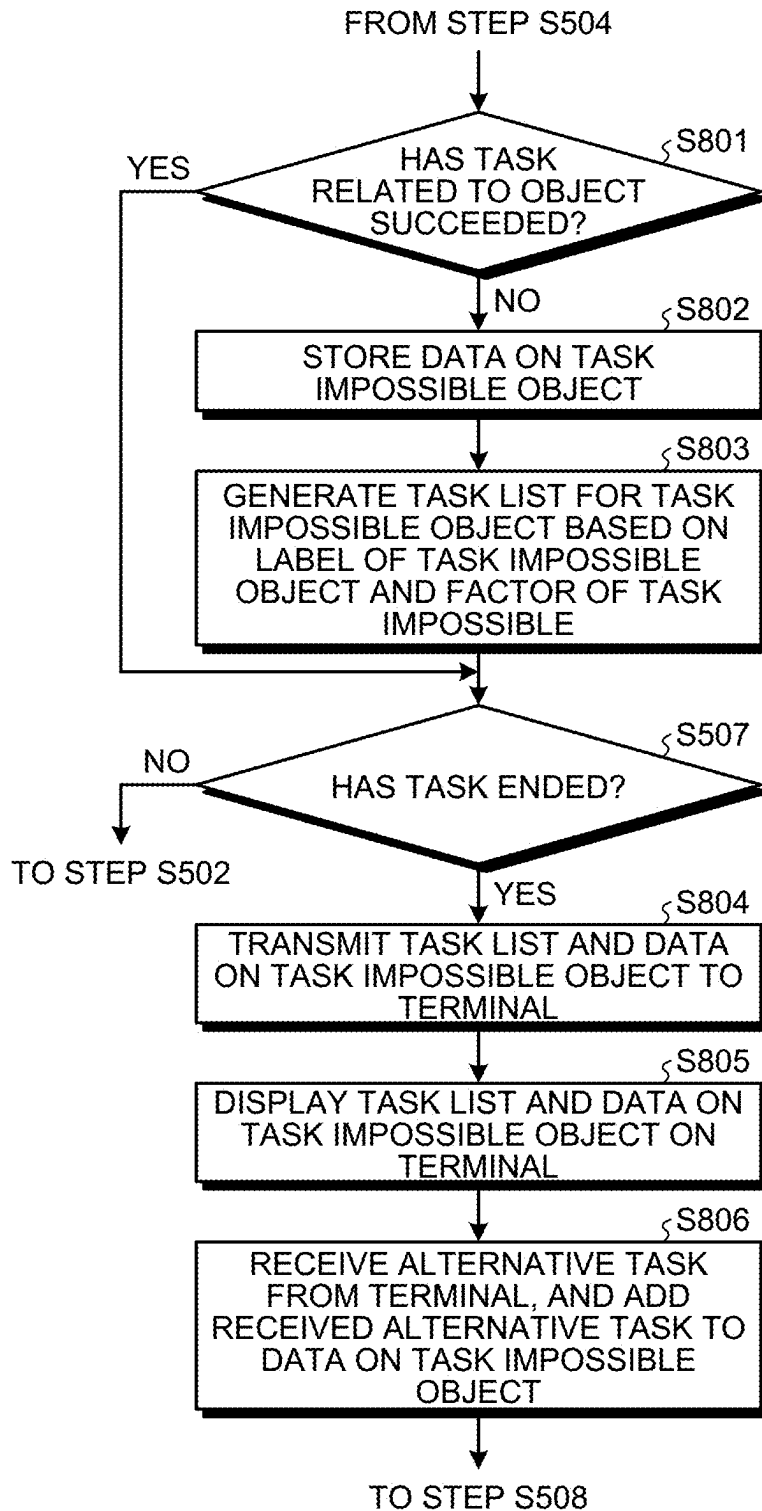 FROM STEP S504
S801
YES
HAS TASK
RELATED TO OBJECT
SUCCEEDED?
NO
S802
STORE DATA ON TASK
IMPOSSIBLE OBJECT
S803
GENERATE TASK LIST FOR TASK
IMPOSSIBLE OBJECT BASED ON
LABEL OF TASK IMPOSSIBLE
OBJECT AND FACTOR OF TASK
IMPOSSIBLE
S507
NO
HAS TASK ENDED?
TO STEP S502
YES
S804
TRANSMIT TASK LIST AND DATA
ON TASK IMPOSSIBLE OBJECT TO
TERMINAL
S805
DISPLAY TASK LIST AND DATA ON
TASK IMPOSSIBLE OBJECT ON
TERMINAL
S806
RECEIVE ALTERNATIVE TASK
FROM TERMINAL, AND ADD
RECEIVED ALTERNATIVE TASK TO
DATA ON TASK IMPOSSIBLE
OBJECT
TO STEP S508